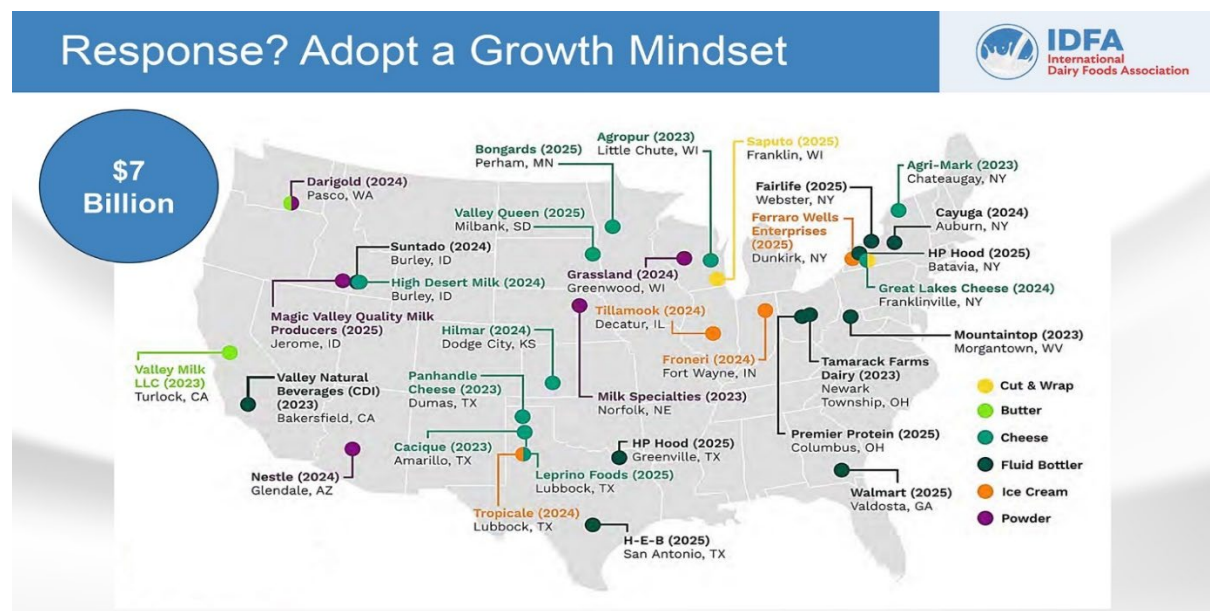 Response? Adopt a Growth Mindset
IDFA
International
Dairy Foods Association
$7
Billion
Darigold (2024)
Pasco, WA
Bongards (2025)
Perham, MN
Agropur (2023)
Little Chute, WI
Saputo (2025)
Franklin, WI
Agri-Mark (2023)
Chateaugay, NY
Fairlife (2025)
Webster, NY
Cayuga (2024)
Auburn, NY
Valley Queen (2025)
Milbank, SD
Ferraro Wells
Enterprises
(2025)
Dunkirk, NY
Suntado (2024)
Burley, ID
HP Hood (2025)
Batavia, NY
High Desert Milk (2024)
Burley, ID
Grassland (2024)
Greenwood, WI
Great Lakes Cheese (2024)
Franklinville, NY
Magic Valley Quality Milk
Producers (2025)
Jerome, ID
Tillamook (2024)
Decatur, IL
Hilmar (2024)
Dodge City, KS
Mountaintop (2023)
Morgantown, WV
Valley Milk
LLC (2023)
Turlock, CA
Froneri (2024)
Fort Wayne, IN
Tamarack Farms
Dairy (2023)
Newark
Township, OH
Valley Natural
Beverages (CDI)
(2023)
Bakersfield, CA
Panhandle
Cheese (2023)
Dumas, TX
Milk Specialties (2023)
Norfolk, NE
Premier Protein (2025)
Columbus, OH
Cacique (2023)
Amarillo, TX
HP Hood (2025)
Greenville, TX
Nestle (2024)
Glendale, AZ
Leprino Foods (2025)
Lubbock, TX
Walmart (2025)
Valdosta, GA
Tropicale (2024)
Lubbock, TX
H-E-B (2025)
San Antonio, TX
Cut & Wrap
Butter
Cheese
Fluid Bottler
Ice Cream
Powder